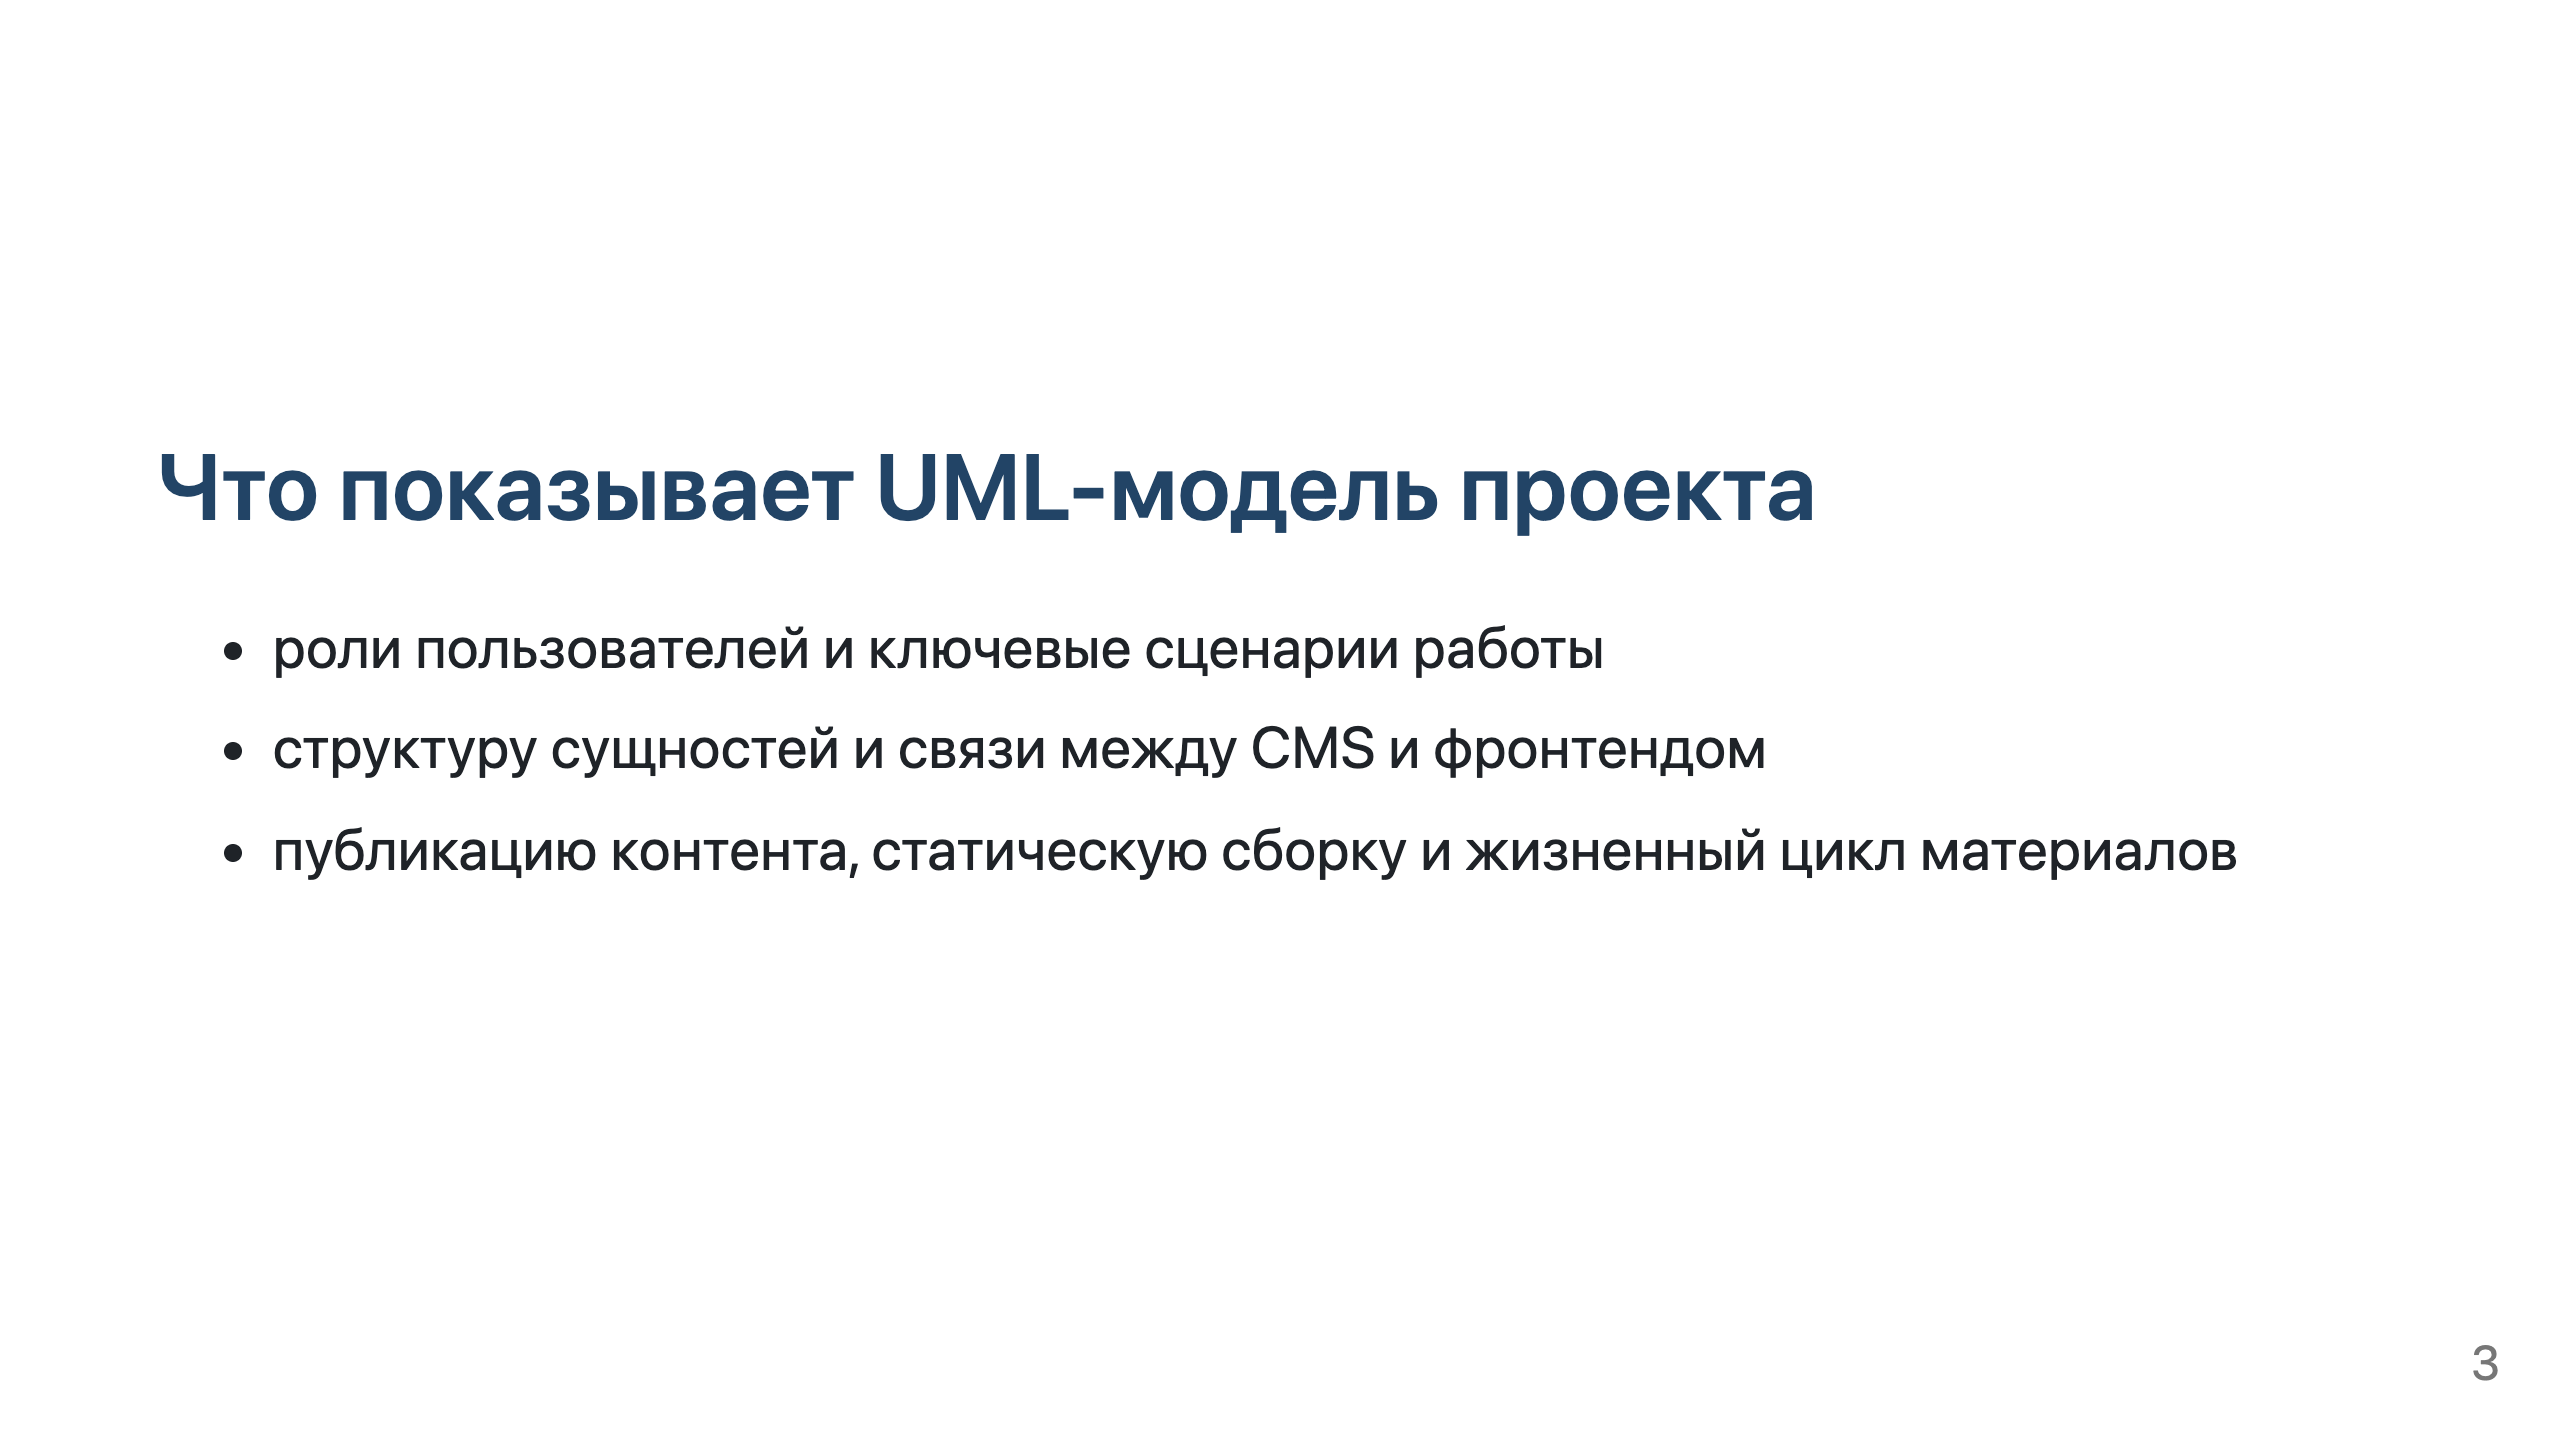 Что показывает UML-модель проекта
• роли пользователей и ключевые сценарии работы
• структуру сущностей и связи между CMS и фронтендом
• публикацию контента, статическую сборку и жизненный цикл материалов
3